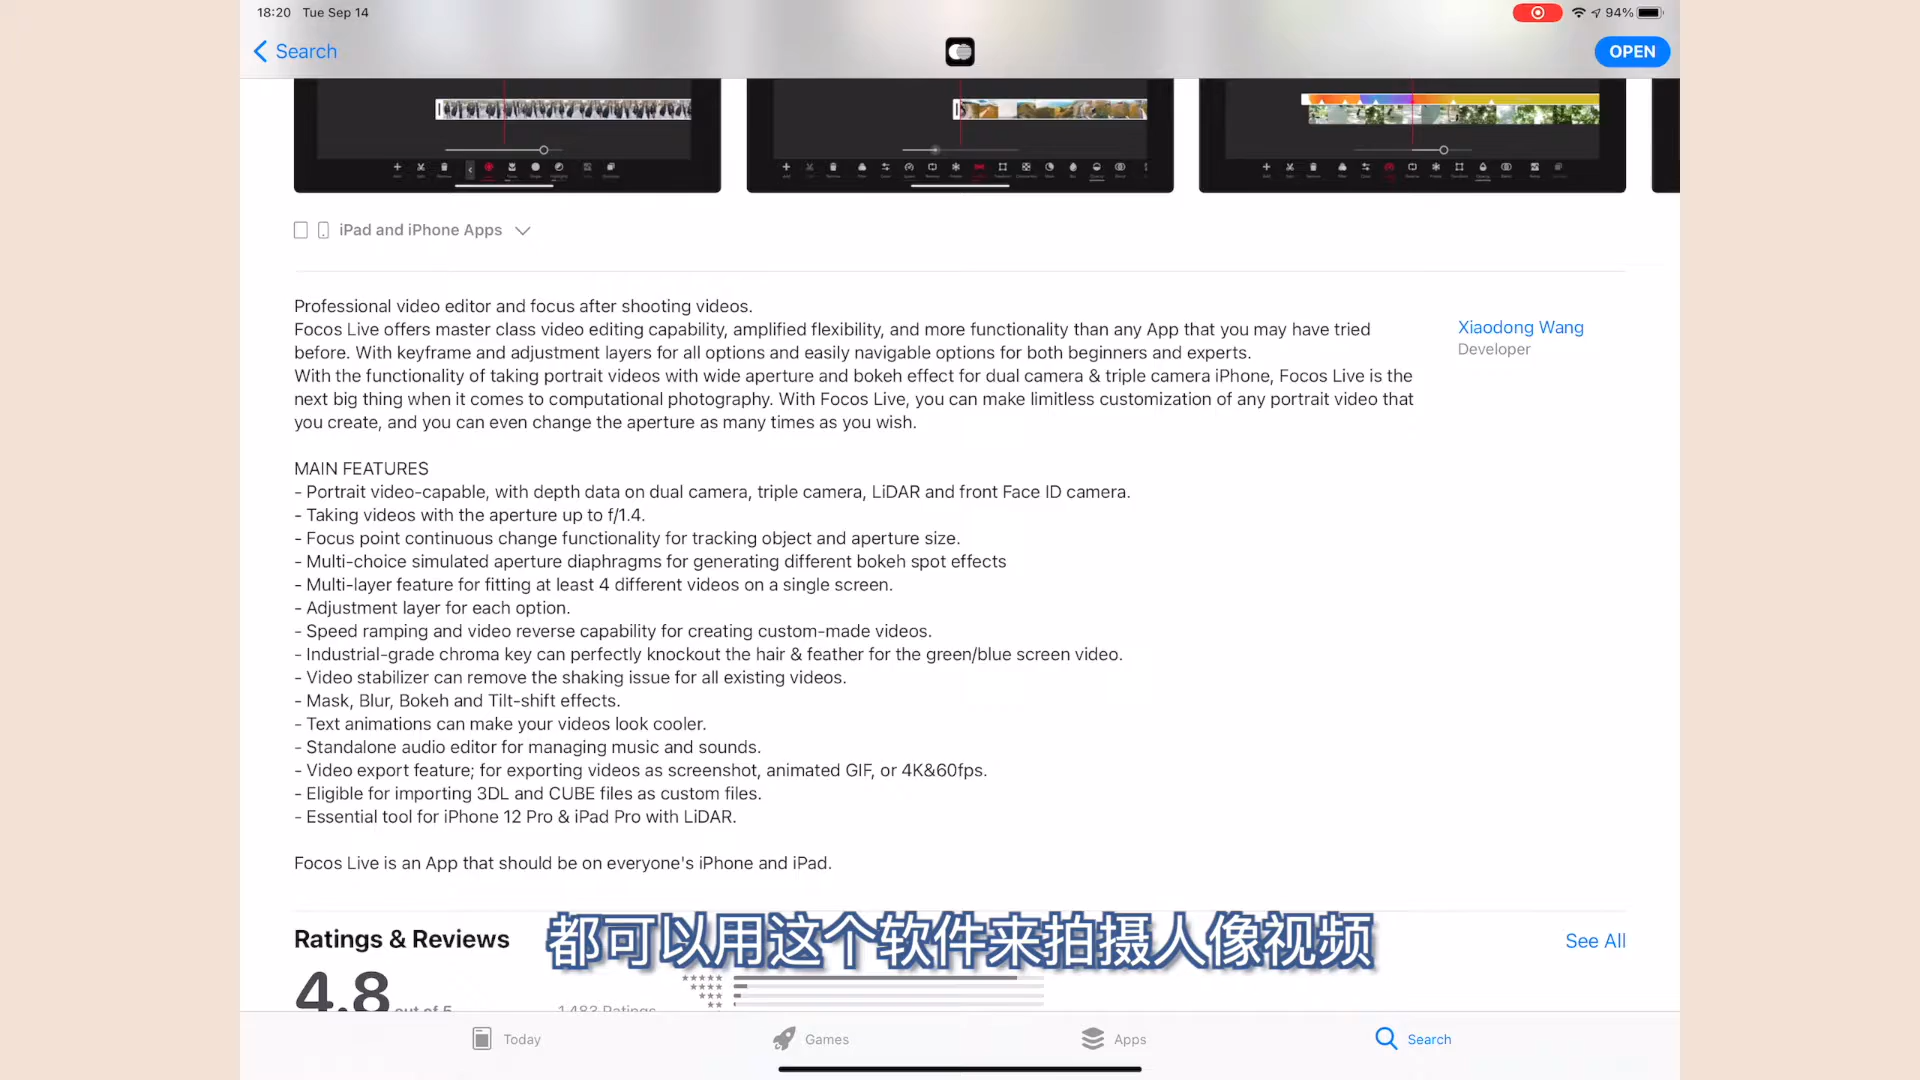 18:20 Tue Sep 14
94%
Search
OPEN
iPad and iPhone Apps
Professional video editor and focus after shooting videos.
Focos Live offers master class video editing capability, amplified flexibility, and more functionality than any App that you may have tried
before. With keyframe and adjustment layers for all options and easily navigable options for both beginners and experts.
With the functionality of taking portrait videos with wide aperture and bokeh effect for dual camera & triple camera iPhone, Focos Live is the
next big thing when it comes to computational photography. With Focos Live, you can make limitless customization of any portrait video that
you create, and you can even change the aperture as many times as you wish.
Xiaodong Wang
Developer
MAIN FEATURES
- Portrait video-capable, with depth data on dual camera, triple camera, LiDAR and front Face ID camera.
- Taking videos with the aperture up to f/1.4.
- Focus point continuous change functionality for tracking object and aperture size.
- Multi-choice simulated aperture diaphragms for generating different bokeh spot effects
- Multi-layer feature for fitting at least 4 different videos on a single screen.
- Adjustment layer for each option.
- Speed ramping and video reverse capability for creating custom-made videos.
- Industrial-grade chroma key can perfectly knockout the hair & feather for the green/blue screen video.
- Video stabilizer can remove the shaking issue for all existing videos.
- Mask, Blur, Bokeh and Tilt-shift effects.
- Text animations can make your videos look cooler.
- Standalone audio editor for managing music and sounds.
- Video export feature; for exporting videos as screenshot, animated GIF, or 4K&60fps.
- Eligible for importing 3DL and CUBE files as custom files.
- Essential tool for iPhone 12 Pro & iPad Pro with LiDAR.
Focos Live is an App that should be on everyone's iPhone and iPad.
Ratings & Reviews
都可以用这个软件来拍摄人像视频
See All
4.8 out of 5
1,483 Ratings
Today
Games
Apps
Search